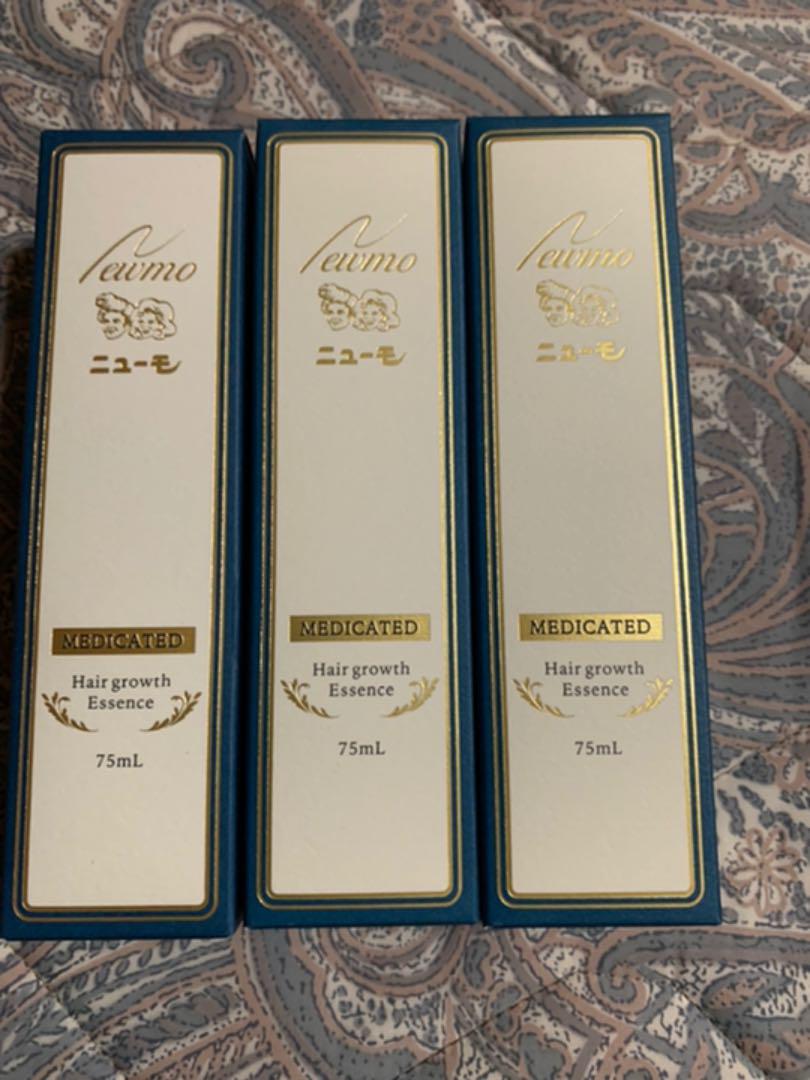 Newmo
ニューモ
MEDICATED
Hair growth
Essence
75mL
Newmo
ニューモ
MEDICATED
Hair growth
Essence
75mL
Newmo
ニューモ
MEDICATED
Hair growth
Essence
75mL